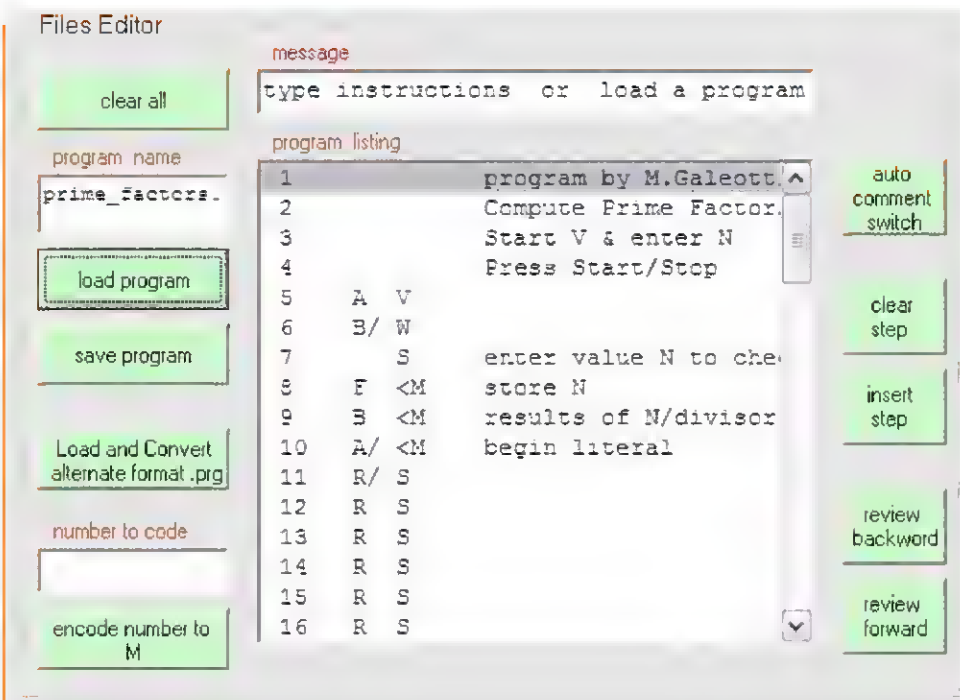 Files Editor
clear all
message
type instructions or load a program
program name
prime_factors.
load program
save program
Load and Convert
alternate format .prg
number to code
encode number to
M
program listing
1 program by M.Galeott
2 Compute Prime Factor
3 Start V & enter N
4 Press Start/Stop
5 A V
6 B/ W
7 S enter value N to che
8 F <M store N
9 B <M results of N/divisor
10 A/ <M begin literal
11 R/ S
12 R S
13 R S
14 R S
15 R S
16 R S
auto
comment
switch
clear
step
insert
step
review
backword
review
forward